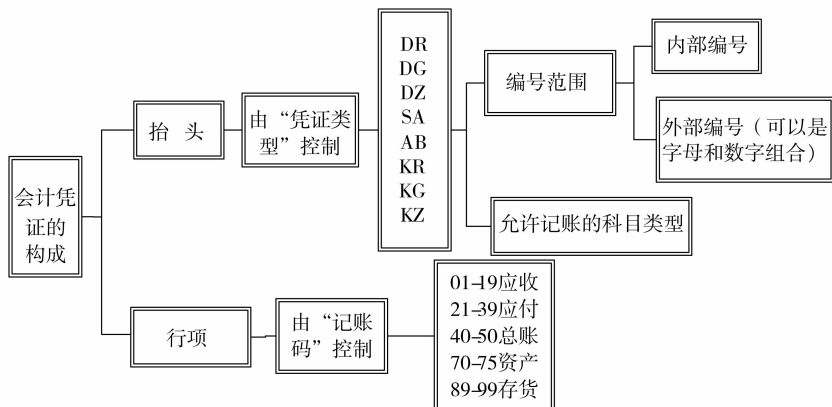 会计凭
证的
构成
抬 头
由“凭证类
型”控制
DR
DG
DZ
SA
AB
KR
KG
KZ
编号范围
内部编号
外部编号（可以是
字母和数字组合）
允许记账的科目类型
行项
由“记账
码”控制
01-19应收
21-39应付
40-50总账
70-75资产
89-99存货